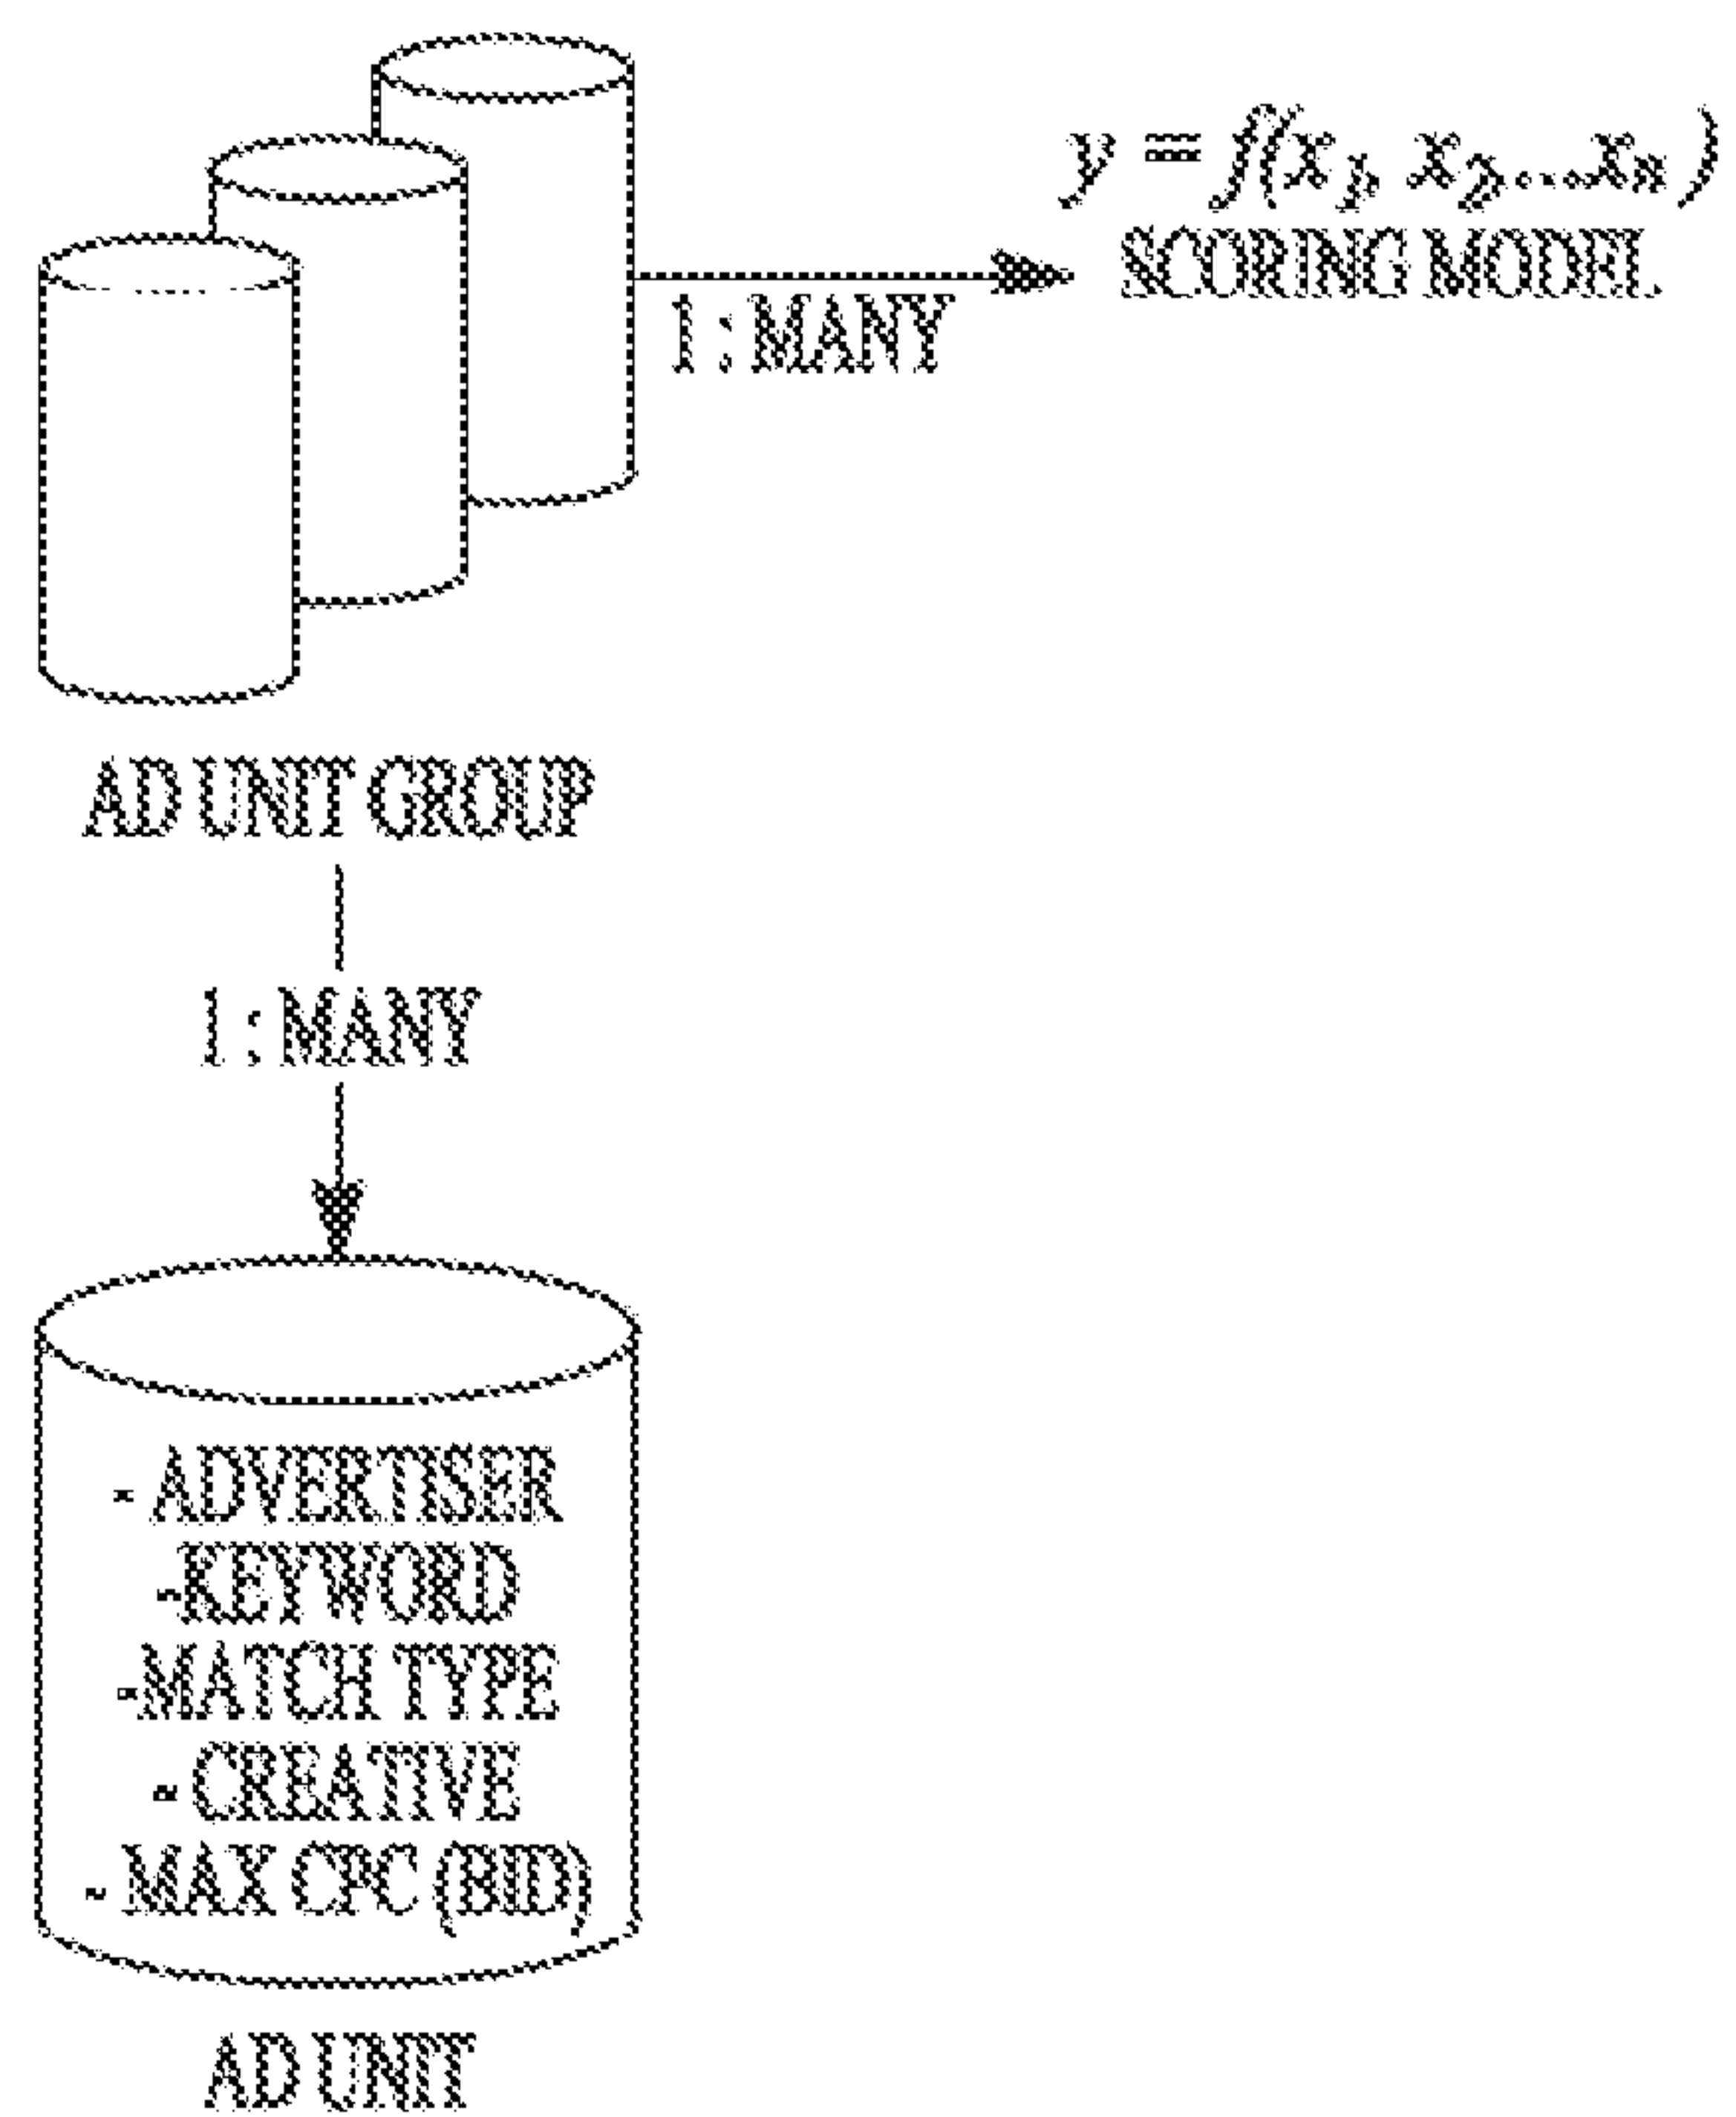 y = f(x1, x2,...xn )
SCORING MODEL
1 : MANY
AD UNIT GROUP
1 : MANY
- ADVERTISER
-KEYWORD
-MATCH TYPE
- CREATIVE
- MAX CPC (BID)
AD UNIT